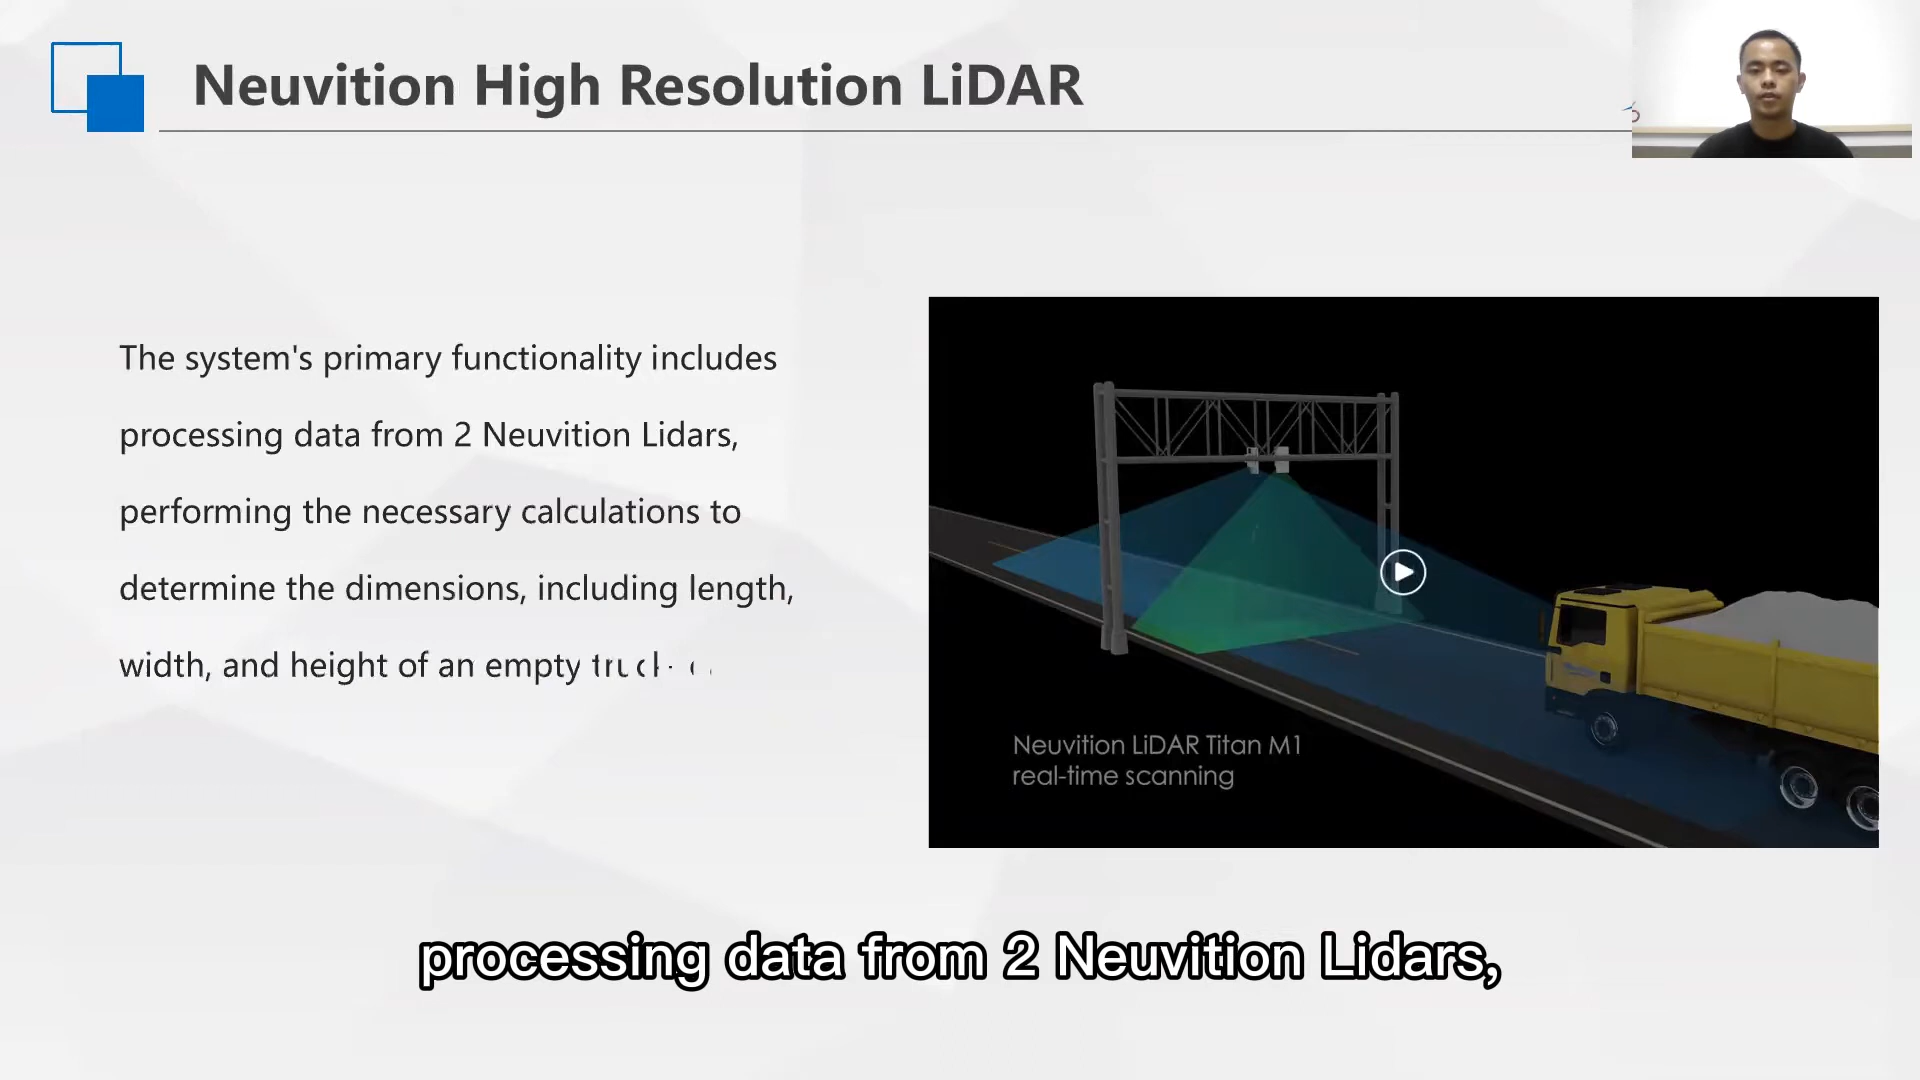 Neuvition High Resolution LiDAR
The system's primary functionality includes
processing data from 2 Neuvition Lidars,
performing the necessary calculations to
determine the dimensions, including length,
width, and height of an empty truck
Neuvition LiDAR Titan M1
real-time scanning
processing data from 2 Neuvition Lidars,